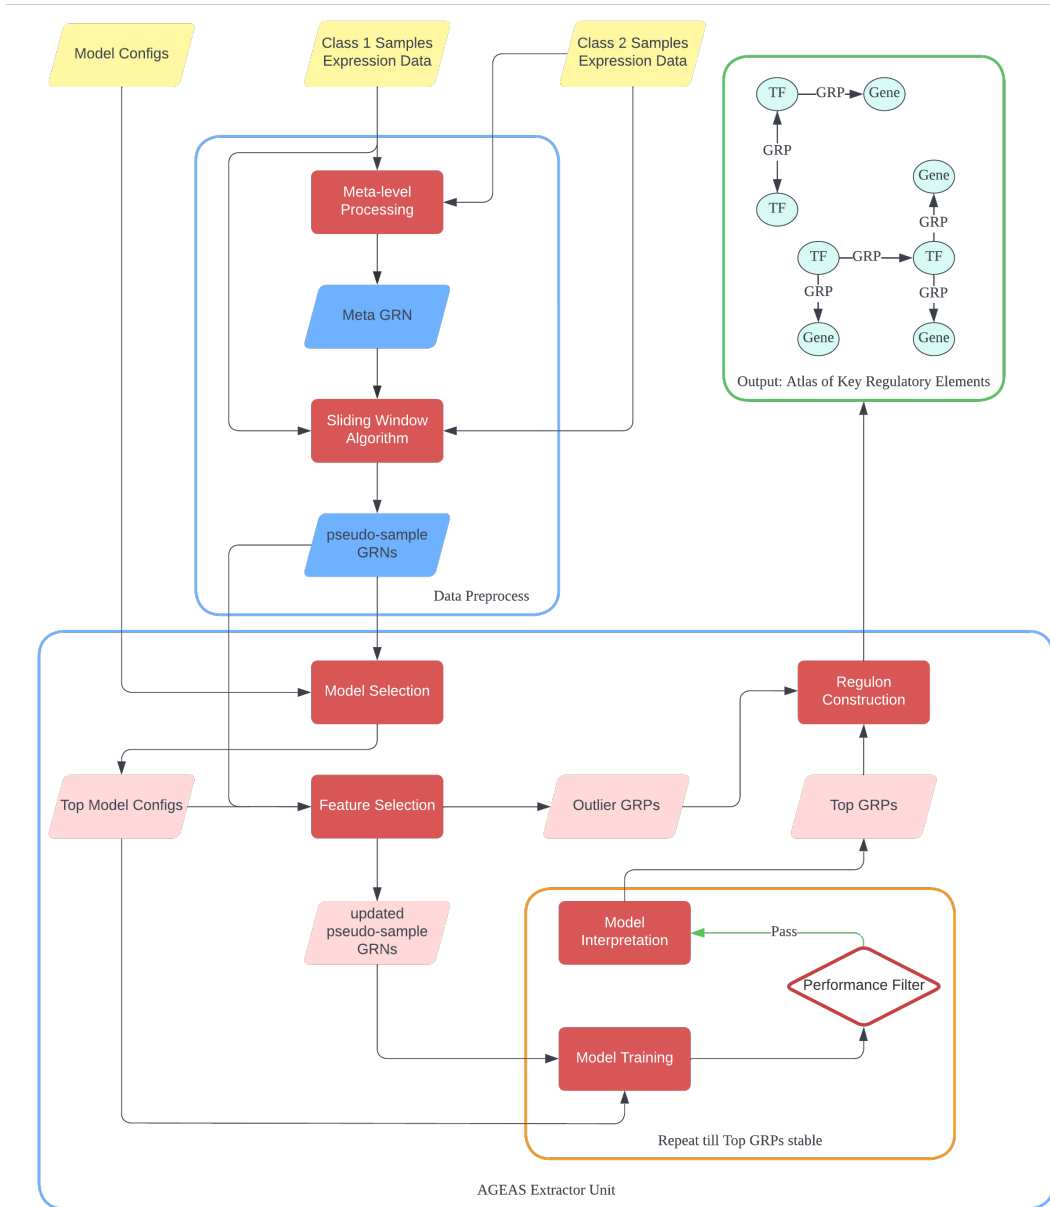 Model Configs
Class 1 Samples
Expression Data
Class 2 Samples
Expression Data
TF
GRP
Gene
GRP
TF
Gene
GRP
TF
GRP
TF
GRP
GRP
Gene
Gene
Output: Atlas of Key Regulatory Elements
Meta-level
Processing
Meta GRN
Sliding Window
Algorithm
pseudo-sample
GRNs
Data Preprocess
Model Selection
Regulon
Construction
Top Model Configs
Feature Selection
Outlier GRPs
Top GRPs
updated
pseudo-sample
GRNs
Model
Interpretation
Pass
Performance Filter
Model Training
Repeat till Top GRPs stable
AGEAS Extractor Unit